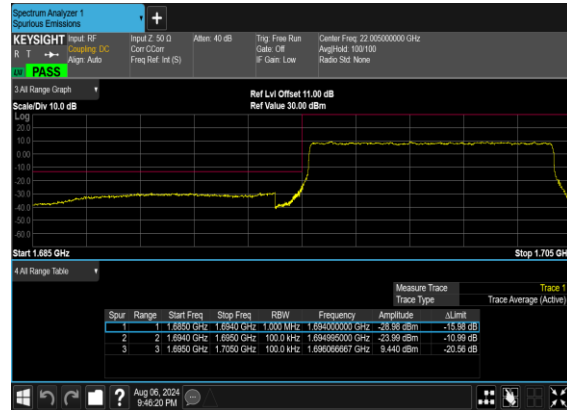 Spectrum Analyzer 1
Spurious Emissions
+
KEYSIGHT Input: RF Input Z: 50 Ω Atten: 40 dB Trig: Free Run Center Freq: 22.005000000 GHz
R T Coupling: DC Corr CCorr Gate: Off Avg|Hold: 100/100
Align: Auto Freq Ref: Int (S) IF Gain: Low Radio Std: None
LW PASS
3 All Range Graph
Ref Lvl Offset 11.00 dB
Scale/Div 10.0 dB Ref Value 30.00 dBm
Log
20.0
10.0
0.00
-10.0
-20.0
-30.0
-40.0
-50.0
-60.0
Start 1.685 GHz Stop 1.705 GH
4 All Range Table
Measure Trace Trace 1
Trace Type Trace Average (Active)
Spur Range Start Freq Stop Freq RBW Frequency Amplitude ΔLimit
1 1 1.6850 GHz 1.6940 GHz 1.000 MHz 1.694000000 GHz -28.98 dBm -15.98 dB
2 2 1.6940 GHz 1.6950 GHz 100.0 kHz 1.694995000 GHz -23.99 dBm -10.99 dB
3 3 1.6950 GHz 1.7050 GHz 100.0 kHz 1.696066667 GHz 9.440 dBm -20.56 dB
? Aug 06, 2024
9:46:20 PM